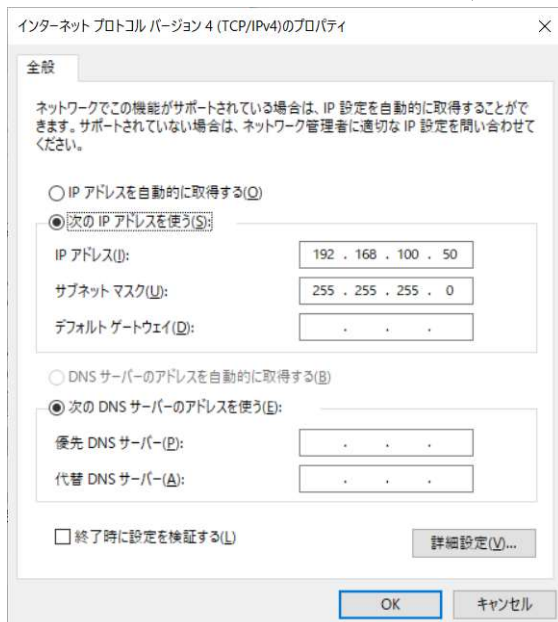 インターネット プロトコル バージョン 4 (TCP/IPv4)のプロパティ
全般
ネットワークでこの機能がサポートされている場合は、IP 設定を自動的に取得することがで
きます。サポートされていない場合は、ネットワーク管理者に適切な IP 設定を問い合わせて
ください。
IP アドレスを自動的に取得する(O)
次の IP アドレスを使う(S):
IP アドレス(I): 192 . 168 . 100 . 50
サブネット マスク(U): 255 . 255 . 255 . 0
デフォルト ゲートウェイ(D): . . .
DNS サーバーのアドレスを自動的に取得する(B)
次の DNS サーバーのアドレスを使う(E):
優先 DNS サーバー(P): . . .
代替 DNS サーバー(A): . . .
終了時に設定を検証する(L)
詳細設定(V)...
OK キャンセル